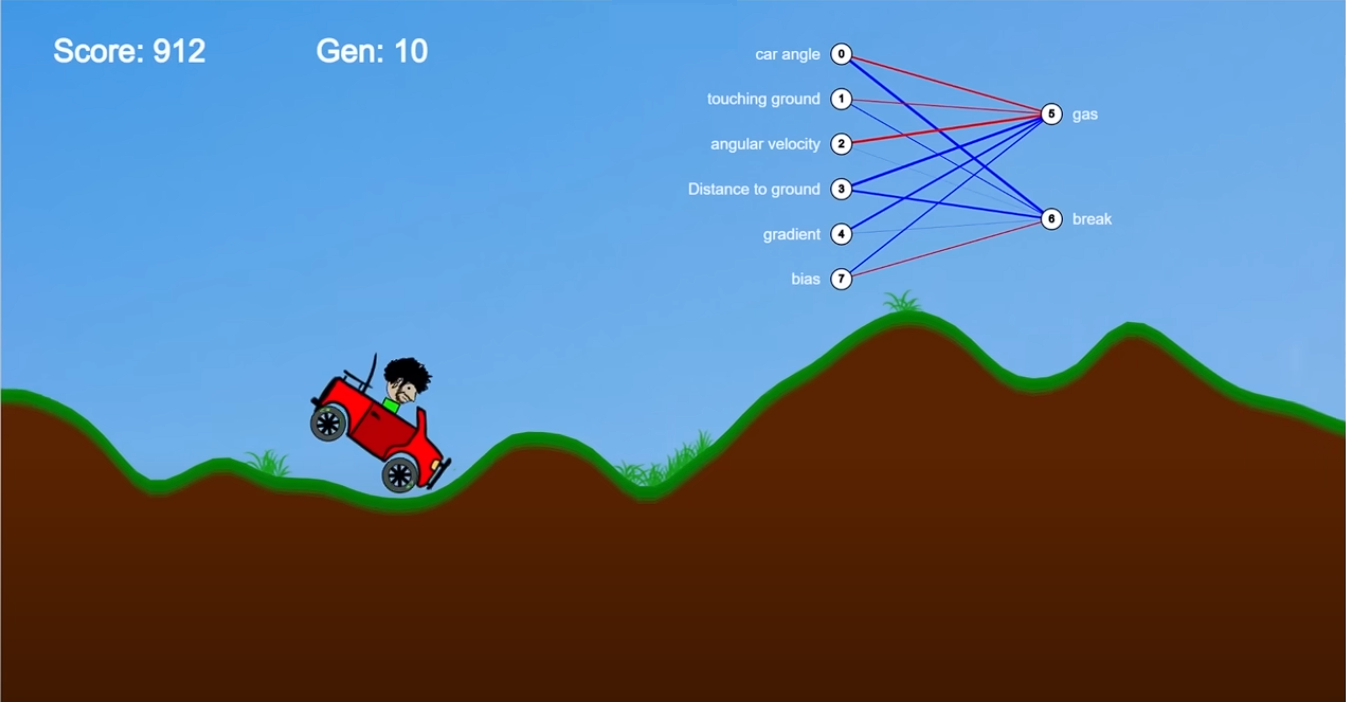 Score: 912
Gen: 10
car angle 0
touching ground 1
angular velocity 2
Distance to ground 3
gradient 4
bias 7
5 gas
6 break